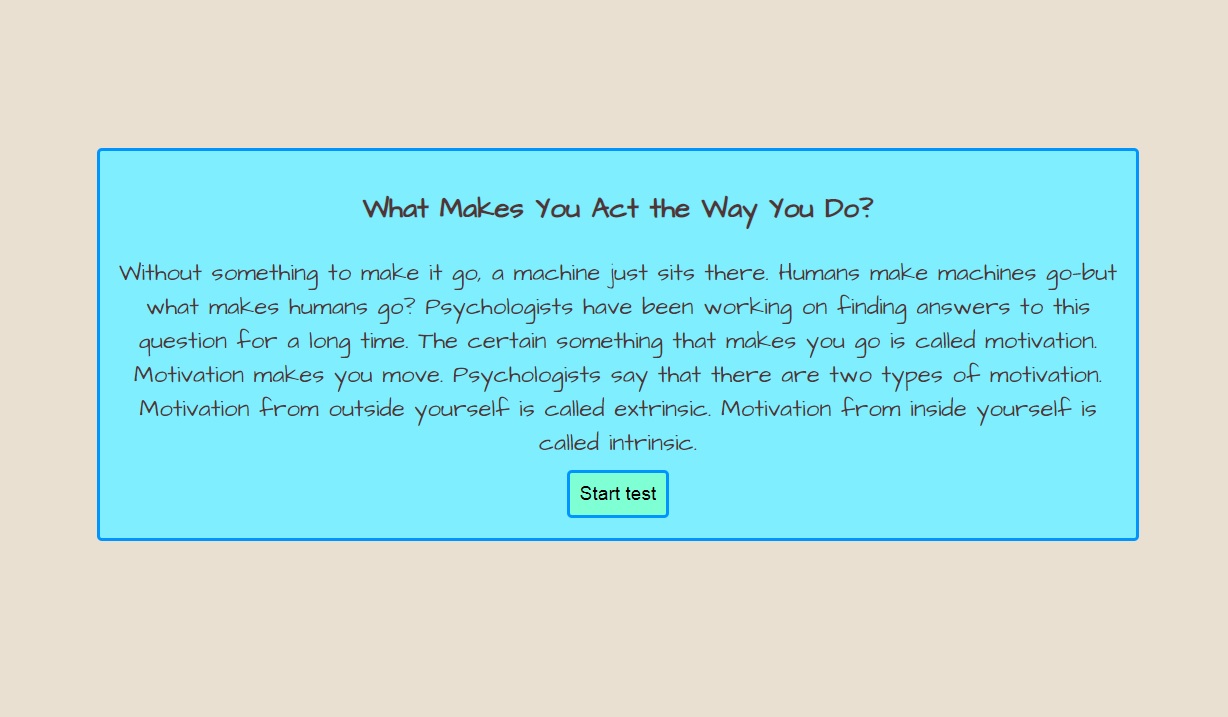 What Makes You Act the Way You Do?
Without something to make it go, a machine just sits there. Humans make machines go-but
what makes humans go? Psychologists have been working on finding answers to this
question for a long time. The certain something that makes you go is called motivation.
Motivation makes you move. Psychologists say that there are two types of motivation.
Motivation from outside yourself is called extrinsic. Motivation from inside yourself is
called intrinsic.
Start test